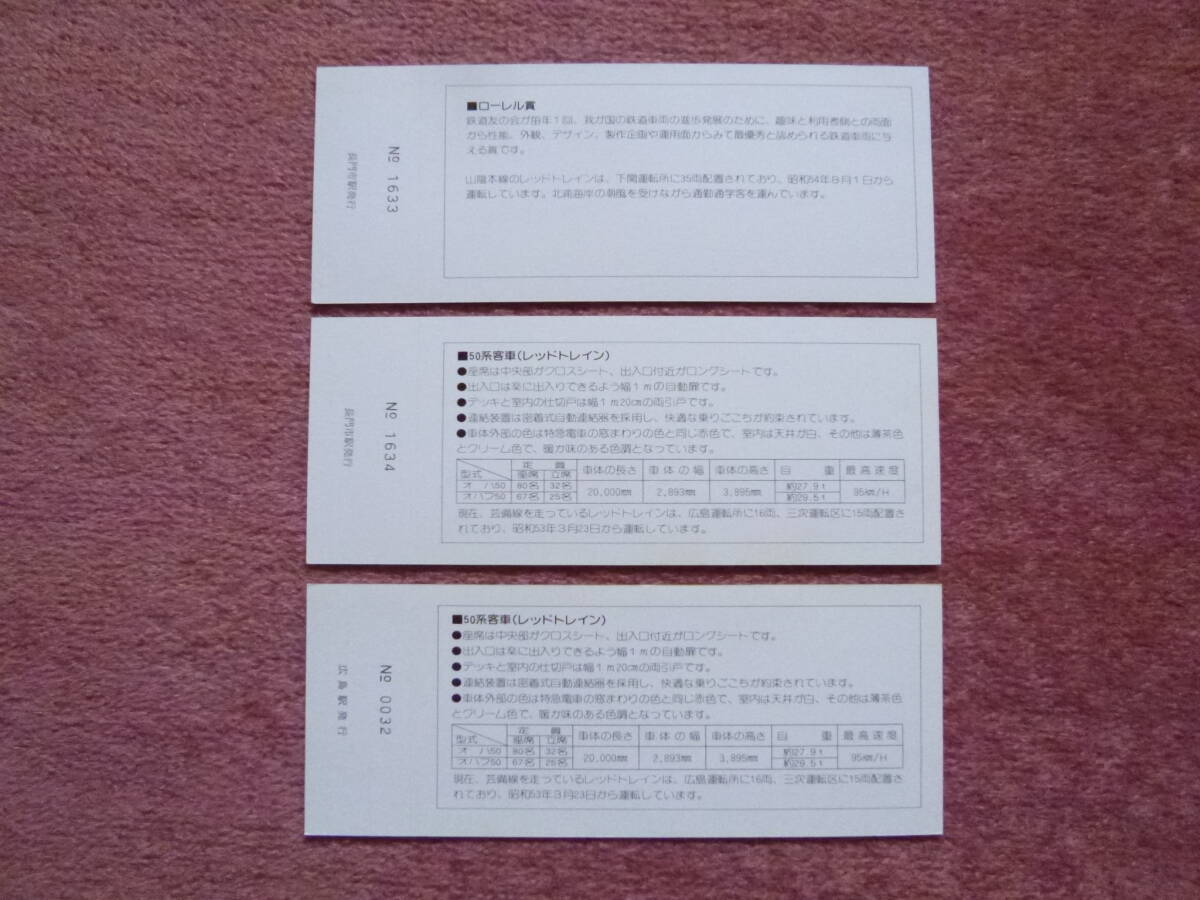 ■ローレル賞
鉄道友の会が毎年1回、我が国の鉄道車両の進歩発展のために、趣味と利用者側との両面
から性能、外観、デザイン、製作企画や運用面からみて最優秀と認められる鉄道車両に与
える賞です。
山陰本線のレッドトレインは、下関運転所に35両配置されており、昭和54年8月1日から
運転しています。北浦海岸の潮風を受けながら通勤通学客を運んでいます。
№ 1633
長門市駅発行
■50系客車(レッドトレイン)
●座席は中央部がクロスシート、出入口付近がロングシートです。
●出入口は楽に出入りできるよう幅1mの自動扉です。
●デッキと室内の仕切戸は幅1m20cmの両引戸です。
●連結装置は密着式自動連結器を採用し、快適な乗りごこちが約束されています。
●車体外部の色は特急電車の窓まわりの色と同じ赤色で、室内は天井が白、その他は薄茶色
とクリーム色で、暖か味のある色調となっています。
型式 定員 座席 立席 車体の長さ 車体の幅 車体の高さ 自重 最高速度
オハ50 80名 32名 20,000mm 2,893mm 3,895mm 約27.9t 95km/H
オハフ50 67名 25名 約29.5t
現在、芸備線を走っているレッドトレインは、広島運転所に16両、三次運転区に15両配置さ
れており、昭和53年3月23日から運転しています。
№ 1634
長門市駅発行
■50系客車(レッドトレイン)
●座席は中央部がクロスシート、出入口付近がロングシートです。
●出入口は楽に出入りできるよう幅1mの自動扉です。
●デッキと室内の仕切戸は幅1m20cmの両引戸です。
●連結装置は密着式自動連結器を採用し、快適な乗りごこちが約束されています。
●車体外部の色は特急電車の窓まわりの色と同じ赤色で、室内は天井が白、その他は薄茶色
とクリーム色で、暖か味のある色調となっています。
型式 定員 座席 立席 車体の長さ 車体の幅 車体の高さ 自重 最高速度
オハ50 80名 32名 20,000mm 2,893mm 3,895mm 約27.9t 95km/H
オハフ50 67名 25名 約29.5t
現在、芸備線を走っているレッドトレインは、広島運転所に16両、三次運転区に15両配置さ
れており、昭和53年3月23日から運転しています。
№ 0032
広島駅発行